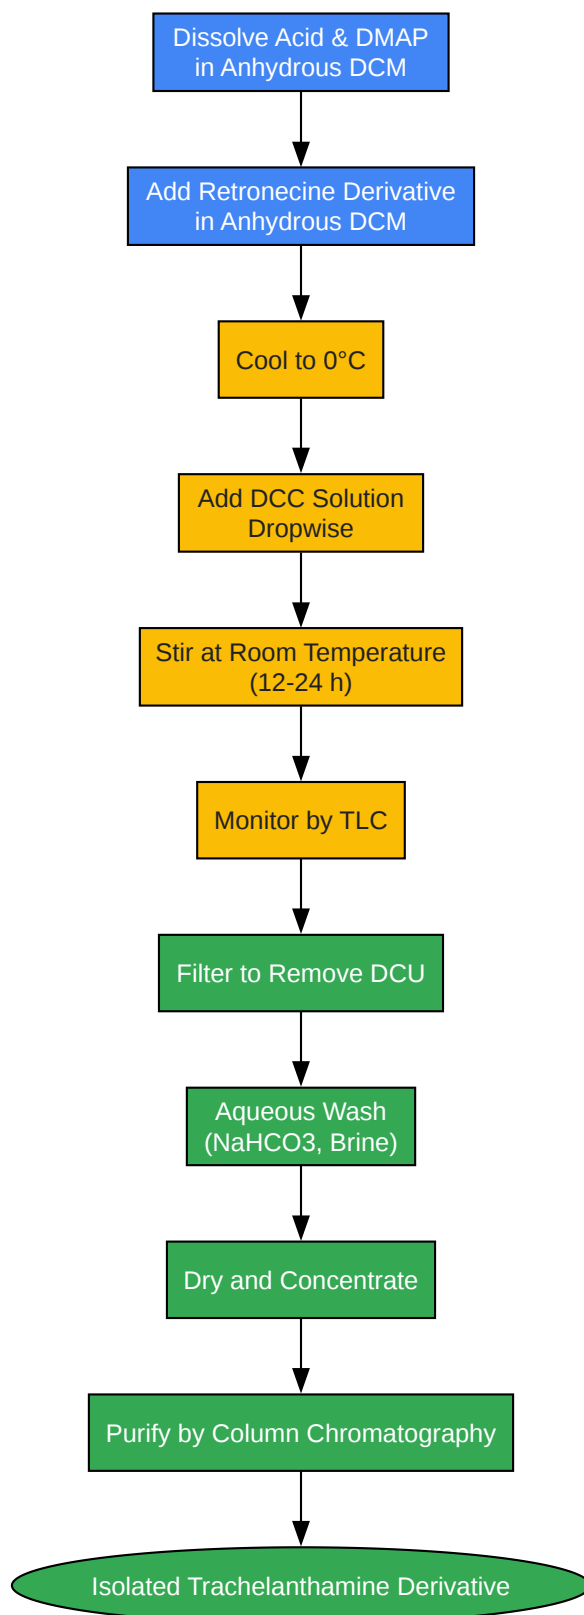 Dissolve Acid & DMAP
in Anhydrous DCM
Add Retronecine Derivative
in Anhydrous DCM
Cool to 0°C
Add DCC Solution
Dropwise
Stir at Room Temperature
(12-24 h)
Monitor by TLC
Filter to Remove DCU
Aqueous Wash
(NaHCO3, Brine)
Dry and Concentrate
Purify by Column Chromatography
Isolated Trachelanthamine Derivative